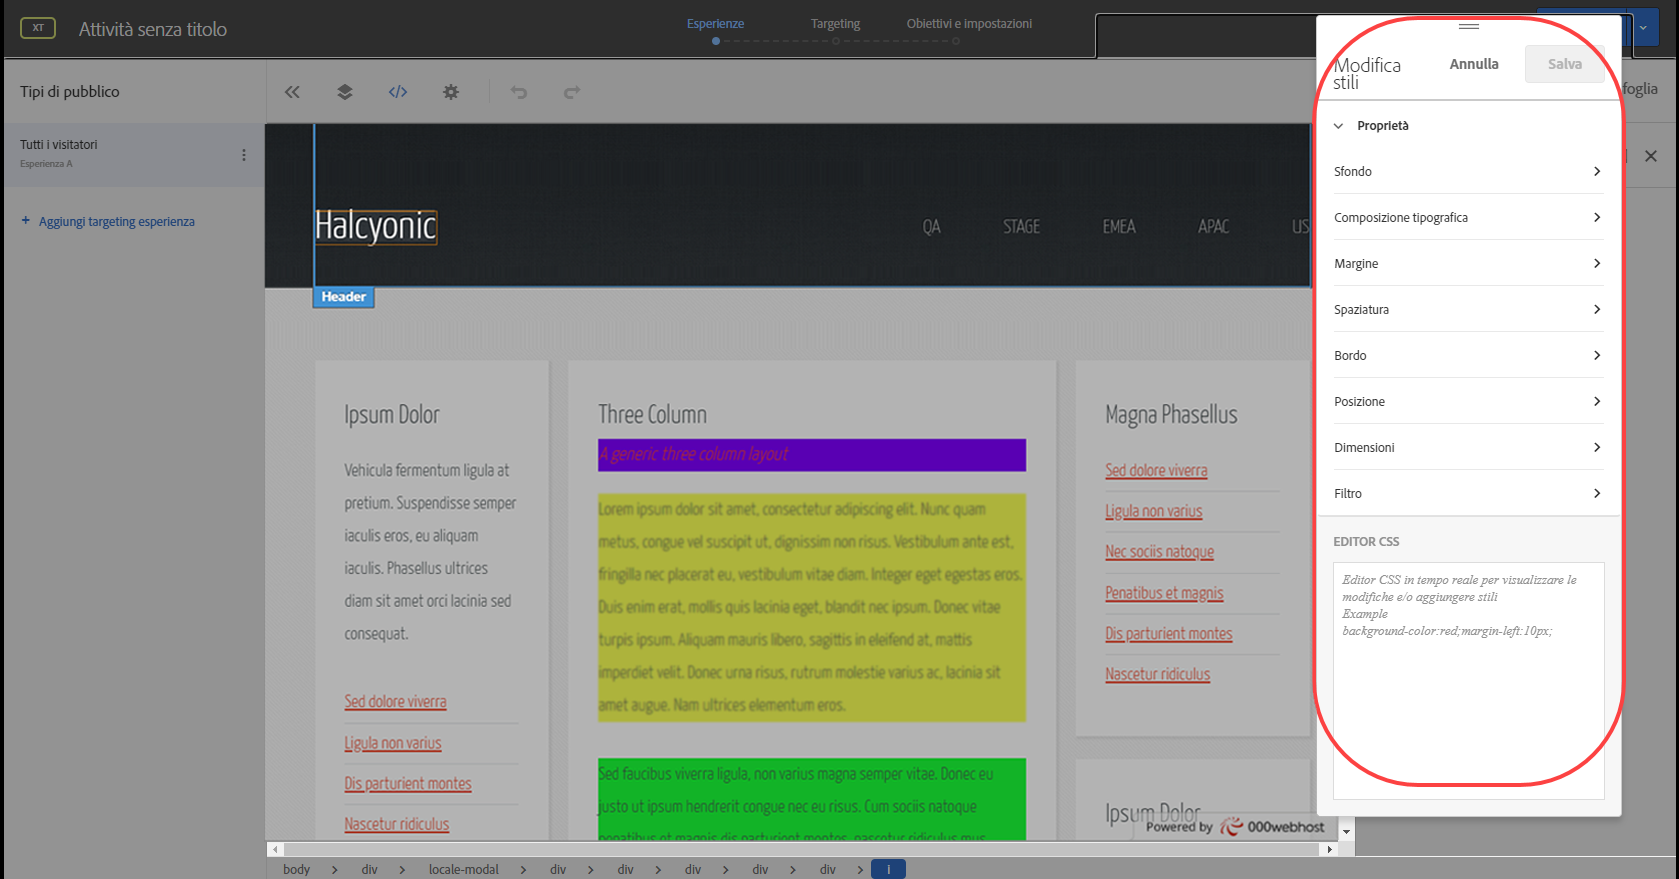 XT
Attività senza titolo
Esperienze
Targeting
Obiettivi e impostazioni
Tipi di pubblico
Tutti i visitatori
Esperienza A
+ Aggiungi targeting esperienza
Halcyonic
QA
STAGE
EMEA
APAC
US
Header
Ipsum Dolor
Vehicula fermentum ligula at
pretium. Suspendisse semper
iaculis eros, eu aliquam
iaculis. Phasellus ultrices
diam sit amet orci lacinia sed
consequat.
Sed dolore viverra
Ligula non varius
Dis parturient montes
Nascetur ridiculus
Three Column
A generic three column layout
Lorem ipsum dolor sit amet, consectetur adipiscing elit. Nunc quam
metus, congue vel suscipit ut, dignissim non risus. Vestibulum ante est,
fringilla nec placerat eu, vestibulum vitae diam. Integer eget egestas eros.
Duis enim erat, mollis quis lacinia eget, blandit nec ipsum. Donec vitae
turpis ipsum. Aliquam mauris libero, sagittis in eleifend at, mattis
imperdiet velit. Donec urna risus, rutrum molestie varius ac, lacinia sit
amet augue. Nam ultrices elementum eros.
Sed faucibus viverra ligula, non varius magna semper vitae. Donec eu
justo ut ipsum hendrerit congue nec eu risus. Cum sociis natoque
penatibus et magnis dis parturient montes, nascetur ridiculus mus.
Magna Phasellus
Sed dolore viverra
Ligula non varius
Nec sociis natoque
Penatibus et magnis
Dis parturient montes
Nascetur ridiculus
Ipsum Dolor
Powered by 000webhost
Modifica
stili
Annulla
Salva
foglia
Proprietà
Sfondo
Composizione tipografica
Margine
Spaziatura
Bordo
Posizione
Dimensioni
Filtro
EDITOR CSS
Editor CSS in tempo reale per visualizzare le
modifiche e/o aggiungere stili
Example
background-color:red;margin-left:10px;
body > div > locale-modal > div > div > div > div > div > i